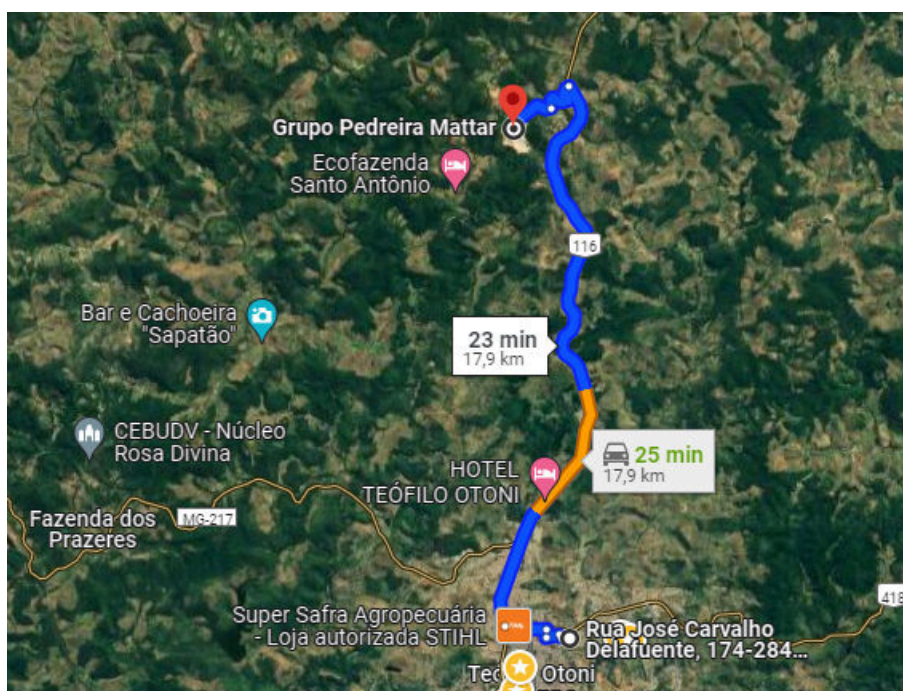 Grupo Pedreira Mattar
Ecofazenda
Santo Antônio
116
Bar e Cachoeira
"Sapatão"
23 min
17,9 km
CEBUDV - Núcleo
Rosa Divina
25 min
17,9 km
HOTEL
TEÓFILO OTONI
Fazenda dos
Prazeres
MG-217
418
Super Safra Agropecuária
- Loja autorizada STIHL
Rua José Carvalho
Delafuente, 174-284...
Otoni